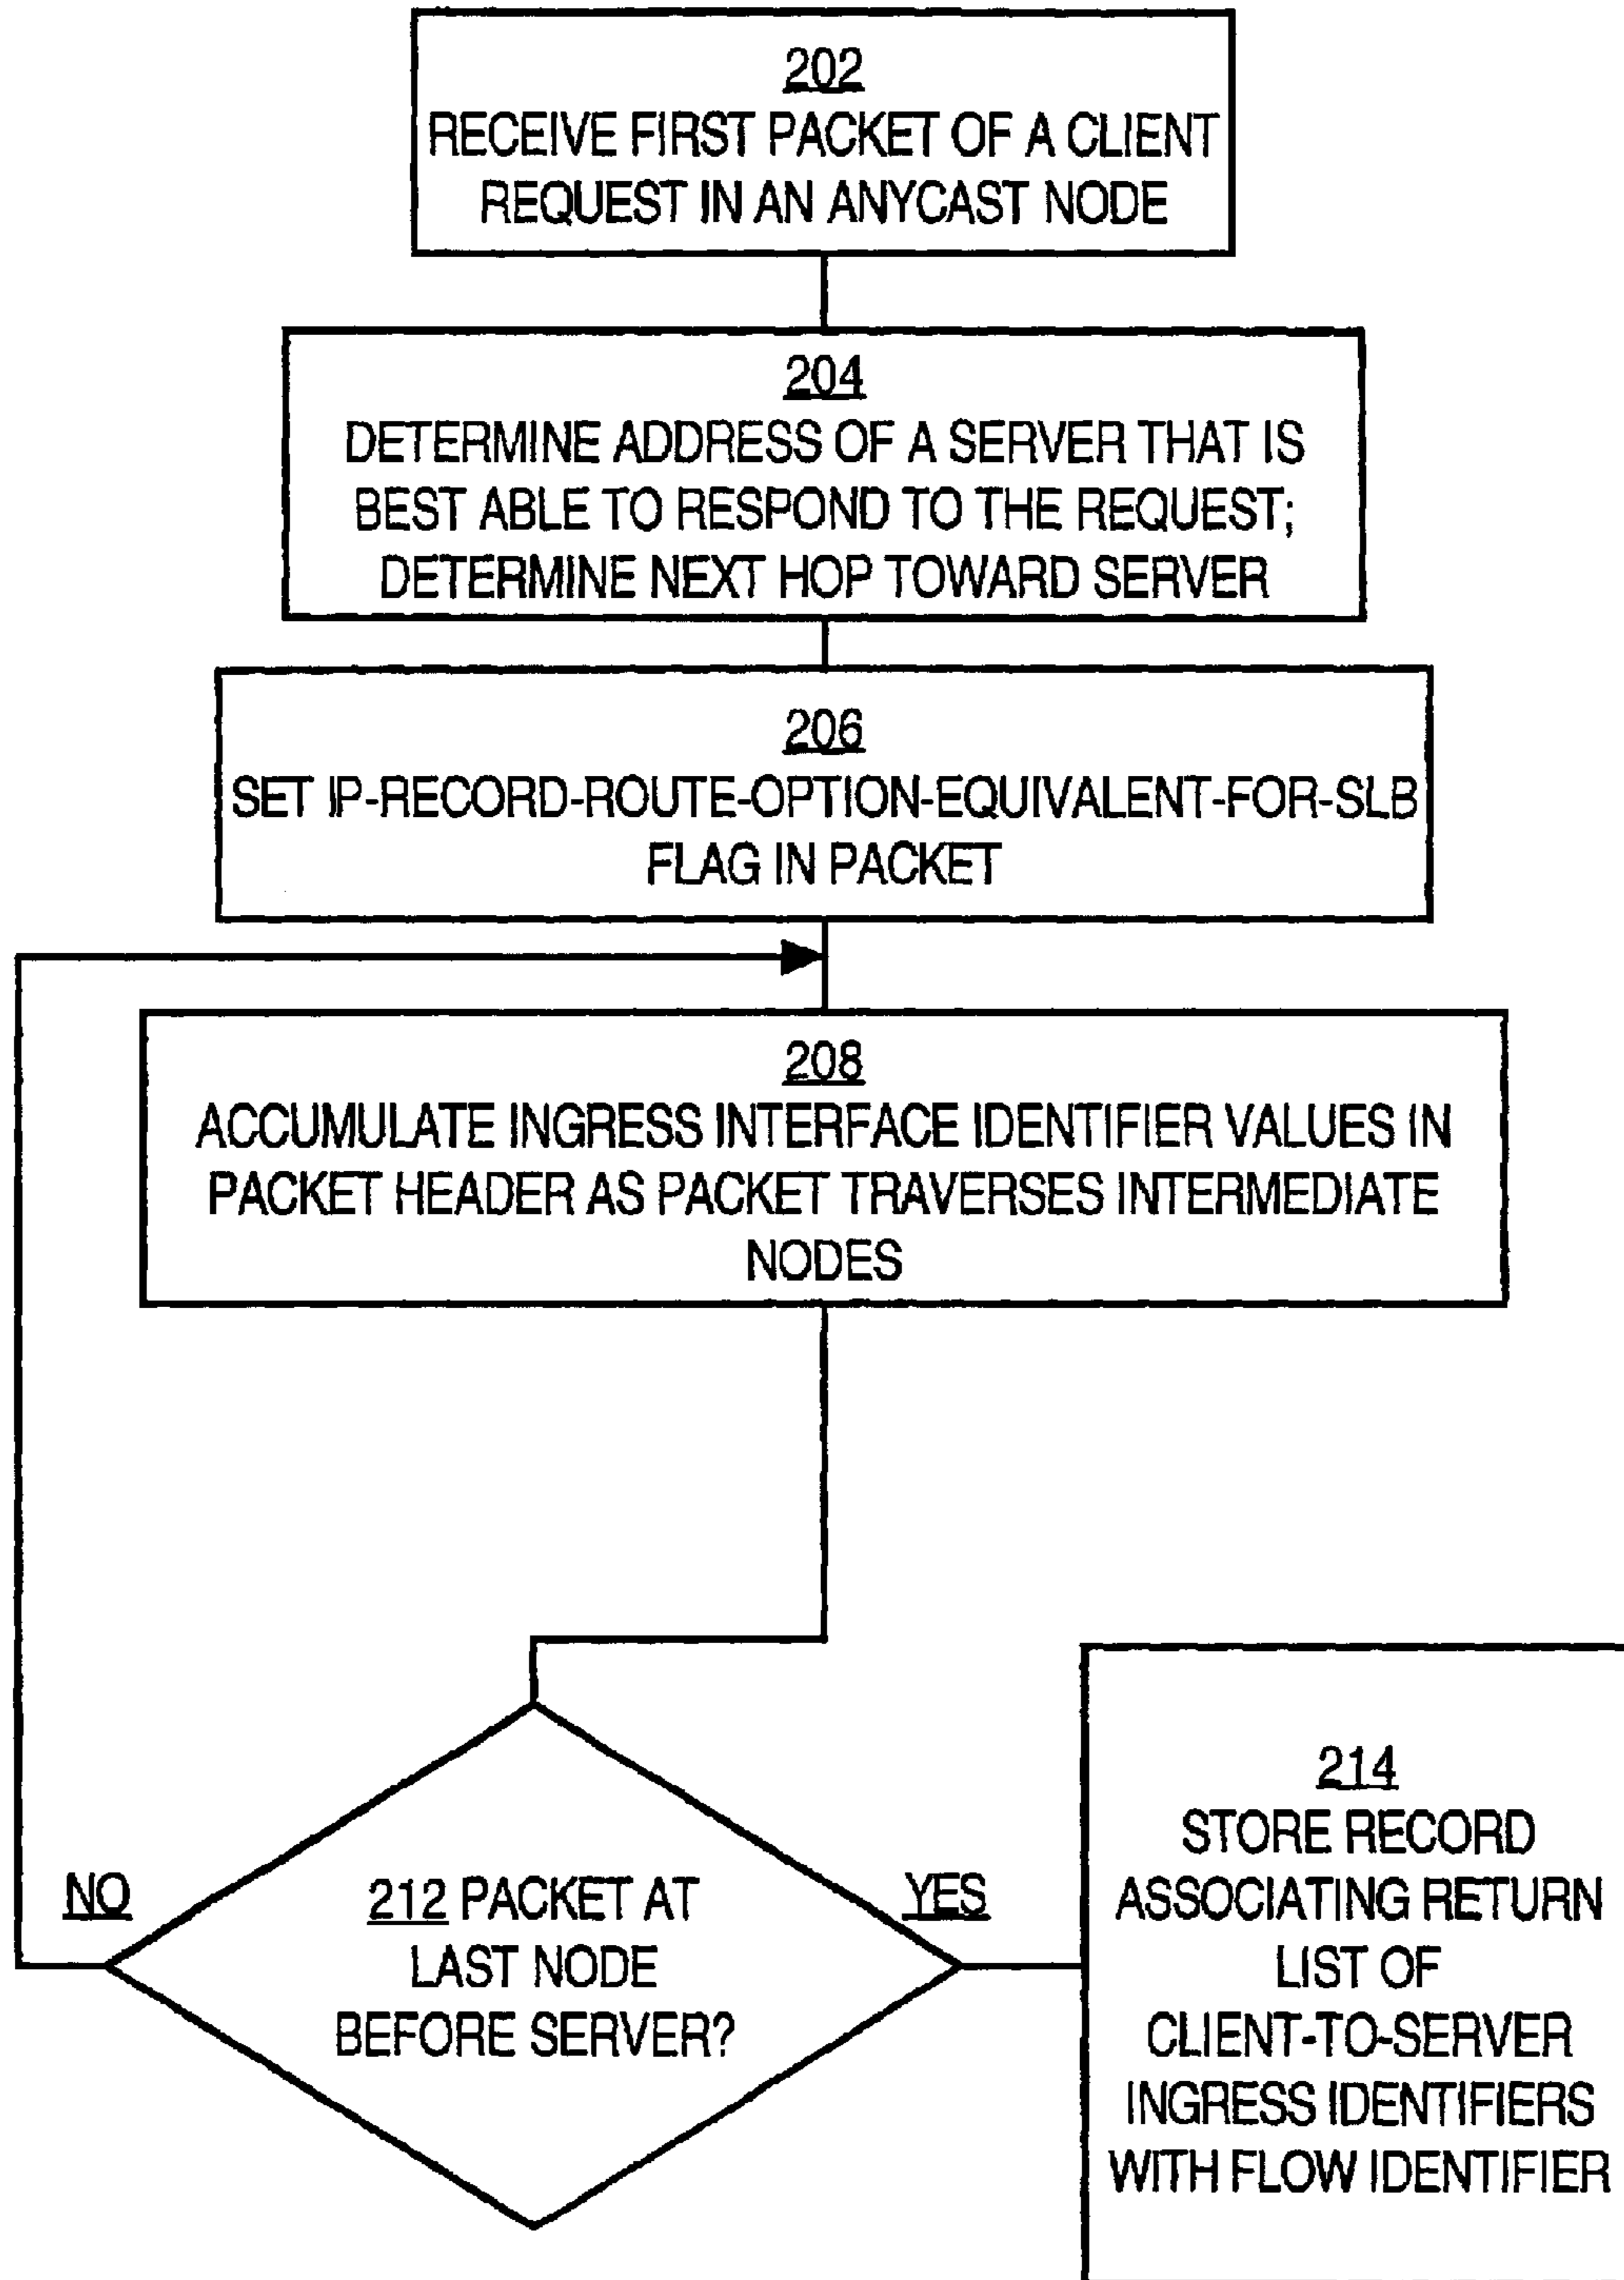 202
RECEIVE FIRST PACKET OF A CLIENT
REQUEST IN AN ANYCAST NODE
204
DETERMINE ADDRESS OF A SERVER THAT IS
BEST ABLE TO RESPOND TO THE REQUEST;
DETERMINE NEXT HOP TOWARD SERVER
206
SET IP-RECORD-ROUTE-OPTION-EQUIVALENT-FOR-SLB
FLAG IN PACKET
208
ACCUMULATE INGRESS INTERFACE IDENTIFIER VALUES IN
PACKET HEADER AS PACKET TRAVERSES INTERMEDIATE
NODES
NO
212 PACKET AT
LAST NODE
BEFORE SERVER?
YES
214
STORE RECORD
ASSOCIATING RETURN
LIST OF
CLIENT-TO-SERVER
INGRESS IDENTIFIERS
WITH FLOW IDENTIFIER